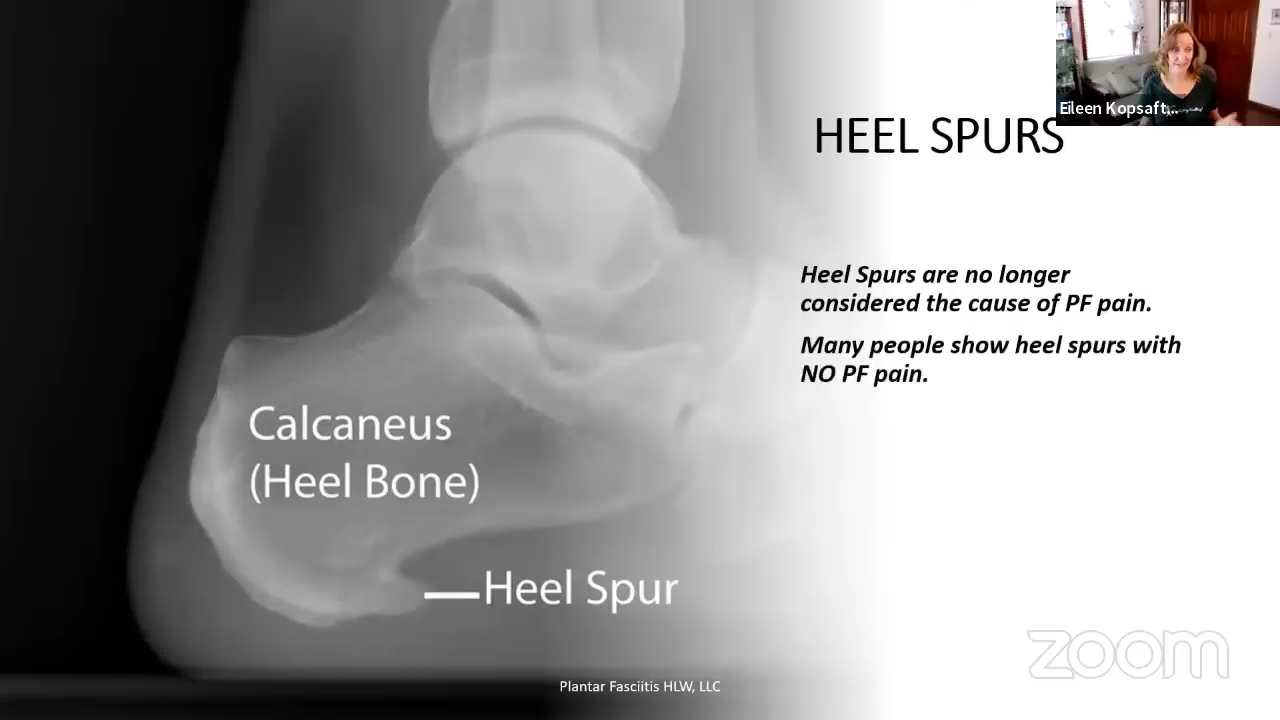 Eileen Kopsaft,...
HEEL SPURS
Heel Spurs are no longer
considered the cause of PF pain.
Many people show heel spurs with
NO PF pain.
Calcaneus
(Heel Bone)
Heel Spur
zoom
Plantar Fasciitis HLW, LLC